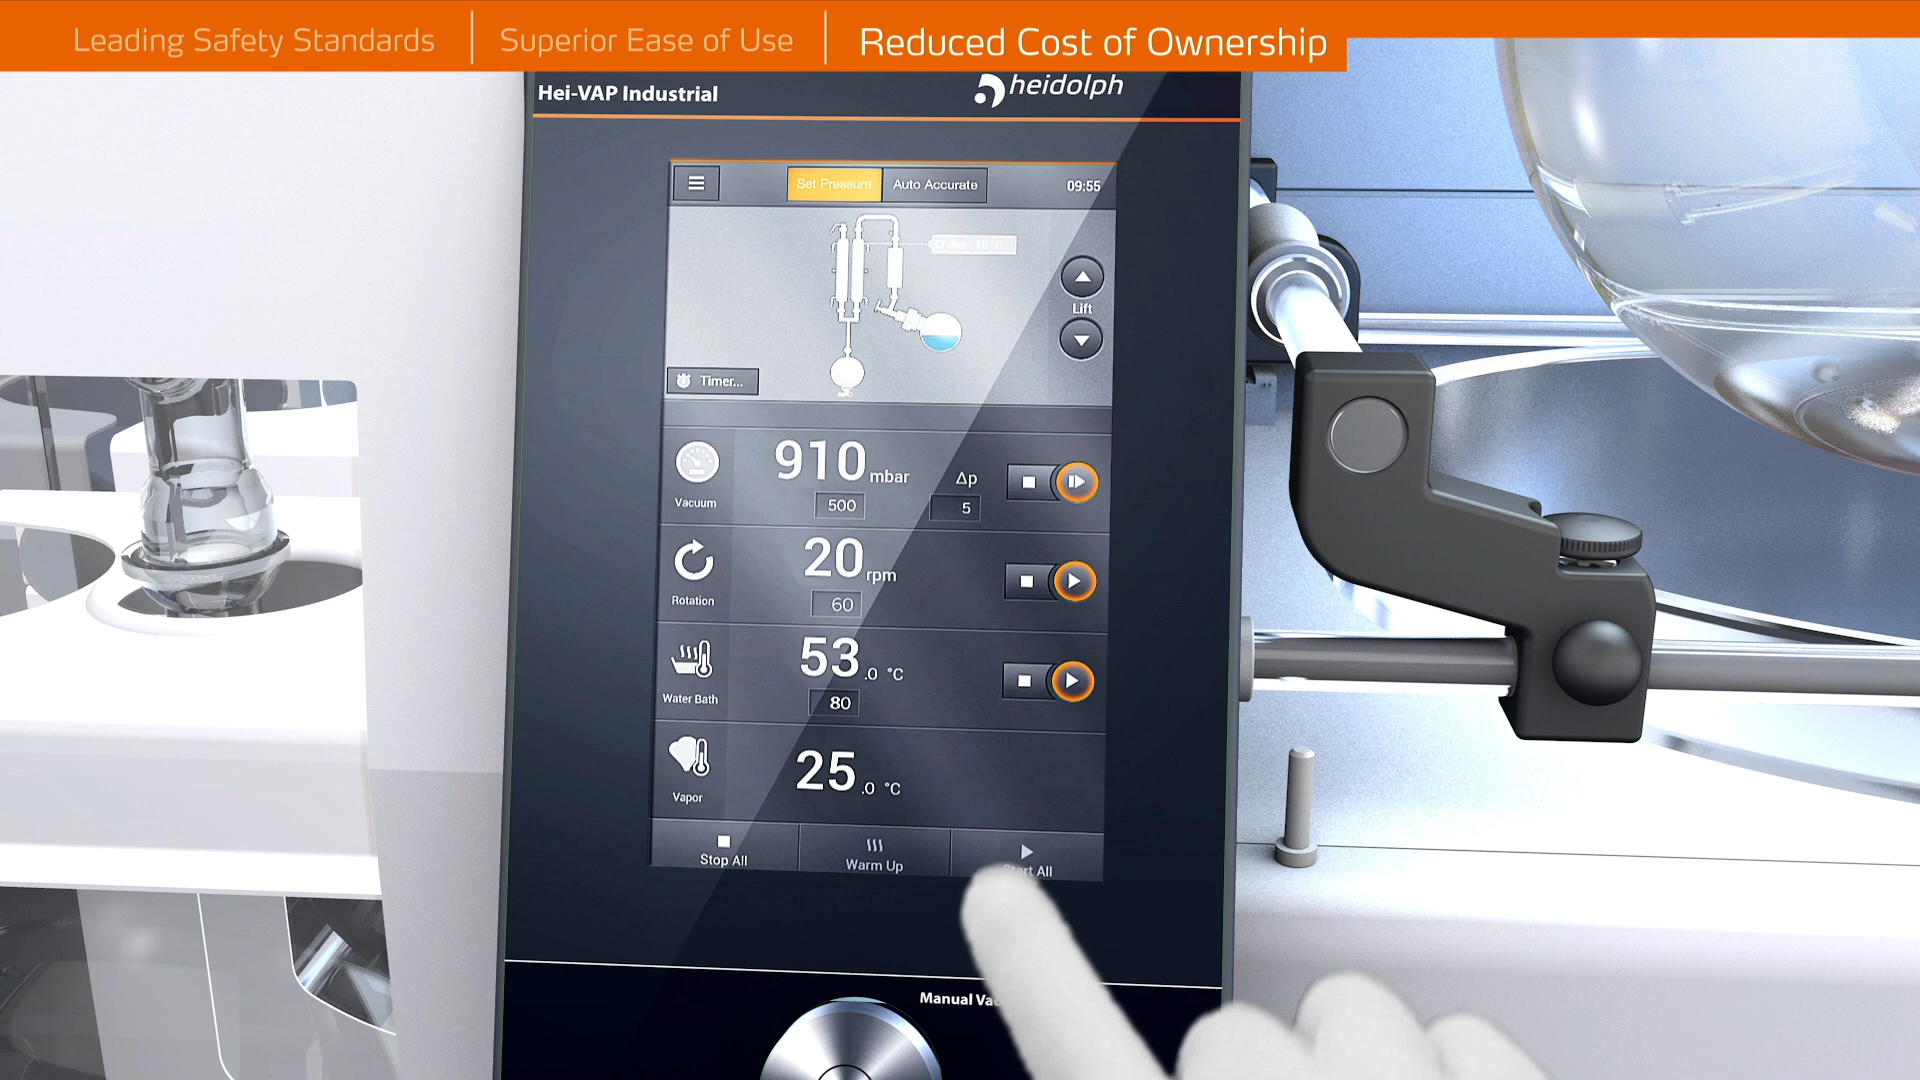 Leading Safety Standards
Superior Ease of Use
Reduced Cost of Ownership
Hei-VAP Industrial
heidolph
Set Pressure
Auto Accurate
09:55
Chiller : 15 °C
Lift
Timer...
910 mbar
Δp
Vacuum
500
5
20 rpm
Rotation
60
53.0 °C
Water Bath
80
25.0 °C
Vapor
Stop All
Warm Up
Start All
Manual